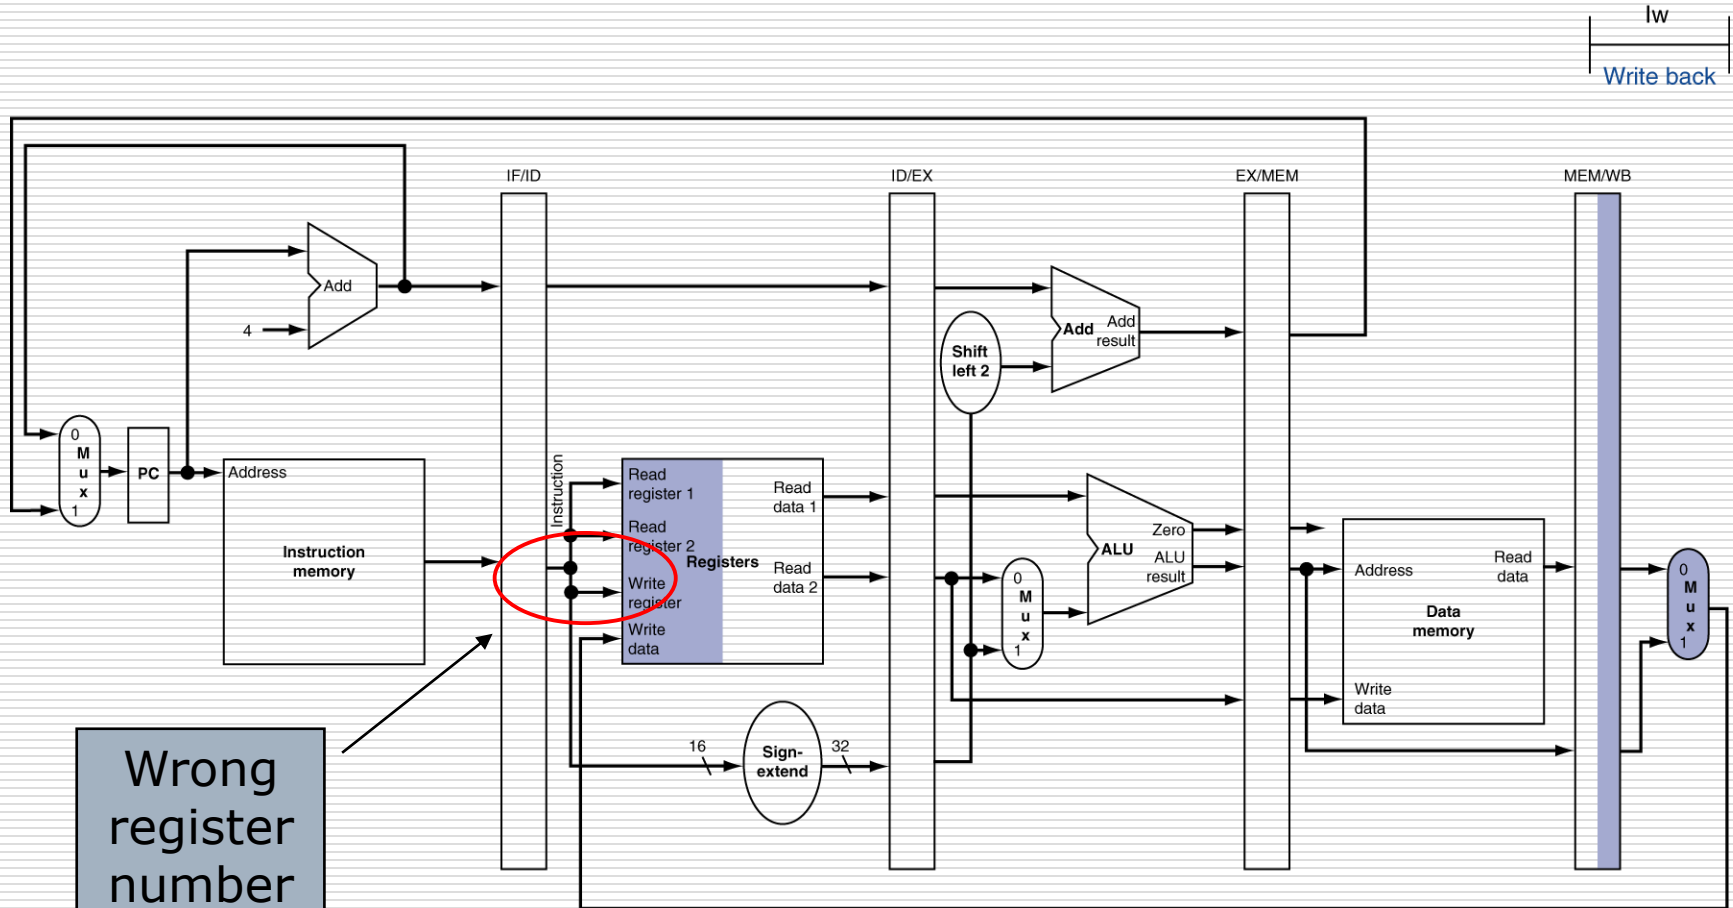 lw
Write back
IF/ID
ID/EX
EX/MEM
MEM/WB
Add
4
Add
Add
result
Shift
left 2
0
M
u
x
1
PC
Address
Instruction
memory
Instruction
Read
register 1
Read
register 2
Write
register
Write
data
Registers
Read
data 1
Read
data 2
0
M
u
x
1
Zero
ALU
ALU
result
Address
Read
data
Data
memory
Write
data
0
M
u
x
1
16
Sign-
extend
32
Wrong
register
number